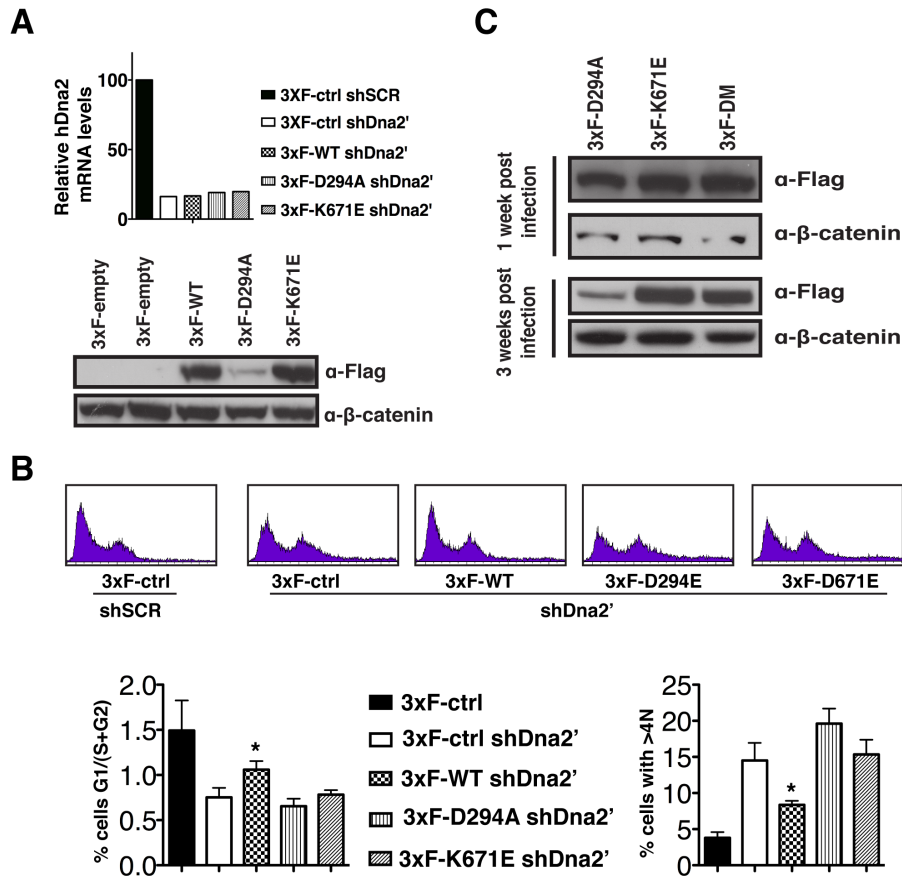 A
Relative hDna2
mRNA levels
100
50
0
3XF-ctrl shSCR
3XF-ctrl shDna2'
3xF-WT shDna2'
3xF-D294A shDna2'
3xF-K671E shDna2'
3xF-empty
3xF-empty
3xF-WT
3xF-D294A
3xF-K671E
α-Flag
α-β-catenin
C
3xF-D294A
3xF-K671E
3xF-DM
1 week post
infection
α-Flag
α-β-catenin
3 weeks post
infection
α-Flag
α-β-catenin
B
3xF-ctrl
3xF-ctrl
3xF-WT
3xF-D294E
3xF-D671E
shSCR
shDna2’
% cells G1/(S+G2)
2.0
1.5
1.0
0.5
0.0
*
3xF-ctrl
3xF-ctrl shDna2’
3xF-WT shDna2’
3xF-D294A shDna2’
3xF-K671E shDna2’
% cells with >4N
25
20
15
10
5
0
*